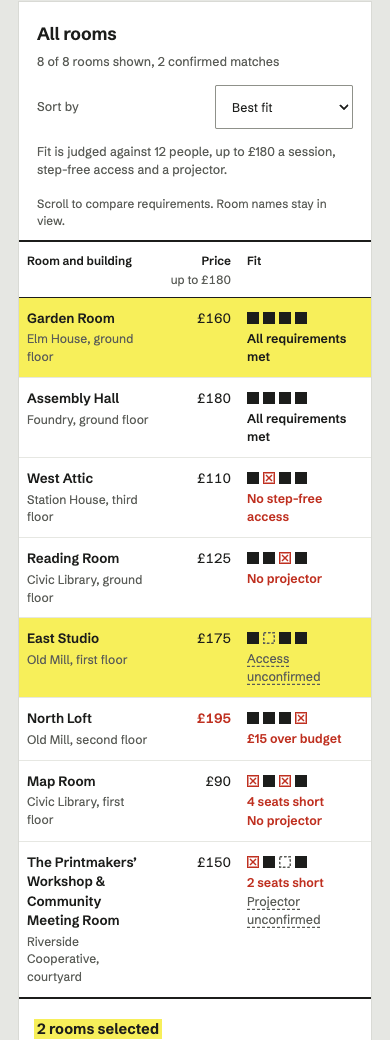 All rooms
8 of 8 rooms shown, 2 confirmed matches
Sort by
Best fit
Fit is judged against 12 people, up to £180 a session,
step-free access and a projector.
Scroll to compare requirements. Room names stay in
view.
Room and building Price Fit
up to £180
Garden Room £160
Elm House, ground
floor
All requirements
met
Assembly Hall £180
Foundry, ground floor
All requirements
met
West Attic £110
Station House, third
floor
No step-free
access
Reading Room £125
Civic Library, ground
floor
No projector
East Studio £175
Old Mill, first floor
Access
unconfirmed
North Loft £195
Old Mill, second floor
£15 over budget
Map Room £90
Civic Library, first
floor
4 seats short
No projector
The Printmakers’
Workshop &
Community
Meeting Room
£150
Riverside
Cooperative,
courtyard
2 seats short
Projector
unconfirmed
2 rooms selected